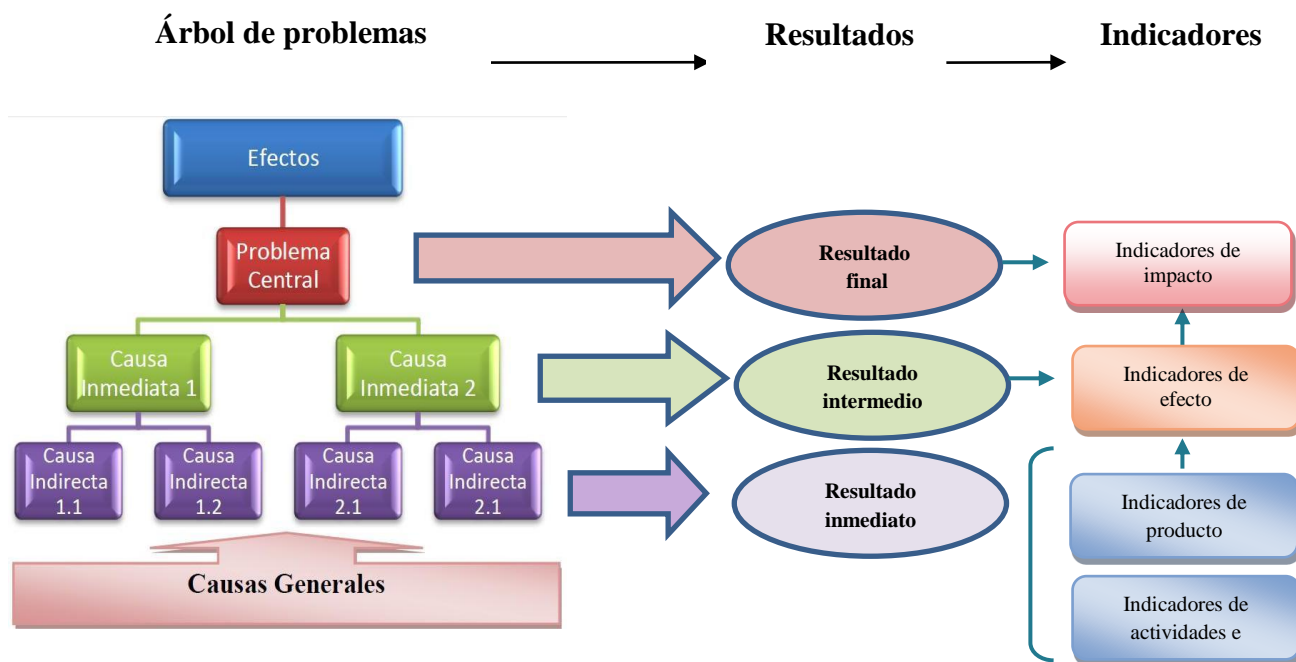 Árbol de problemas
Resultados
Indicadores
Efectos
Problema
Central
Causa
Inmediata 1
Causa
Inmediata 2
Causa
Indirecta
1.1
Causa
Indirecta
1.2
Causa
Indirecta
2.1
Causa
Indirecta
2.1
Causas Generales
Resultado
final
Resultado
intermedio
Resultado
inmediato
Indicadores de
impacto
Indicadores de
efecto
Indicadores de
producto
Indicadores de
actividades e